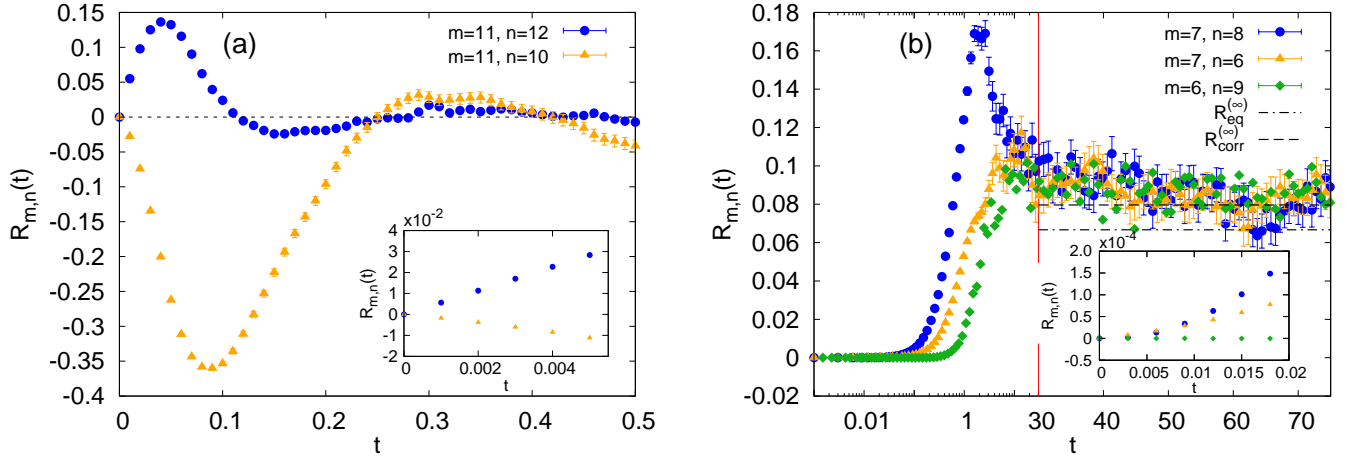 (a)
m=11, n=12
m=11, n=10
R_{m,n}(t)
0.15
0.1
0.05
0
-0.05
-0.1
-0.15
-0.2
-0.25
-0.3
-0.35
-0.4
0 0.1 0.2 0.3 0.4 0.5
t
×10^{-2}
R_{m,n}(t)
4
3
2
1
0
-1
-2
0 0.002 0.004
t
(b)
m=7, n=8
m=7, n=6
m=6, n=9
R_{eq}^{(∞)}
R_{corr}^{(∞)}
R_{m,n}(t)
0.18
0.16
0.14
0.12
0.10
0.08
0.06
0.04
0.02
0
-0.02
0.01 1 30 40 50 60 70
t
×10^{-4}
R_{m,n}(t)
2.0
1.5
1.0
0.5
0
-0.5
0 0.005 0.01 0.015 0.02
t